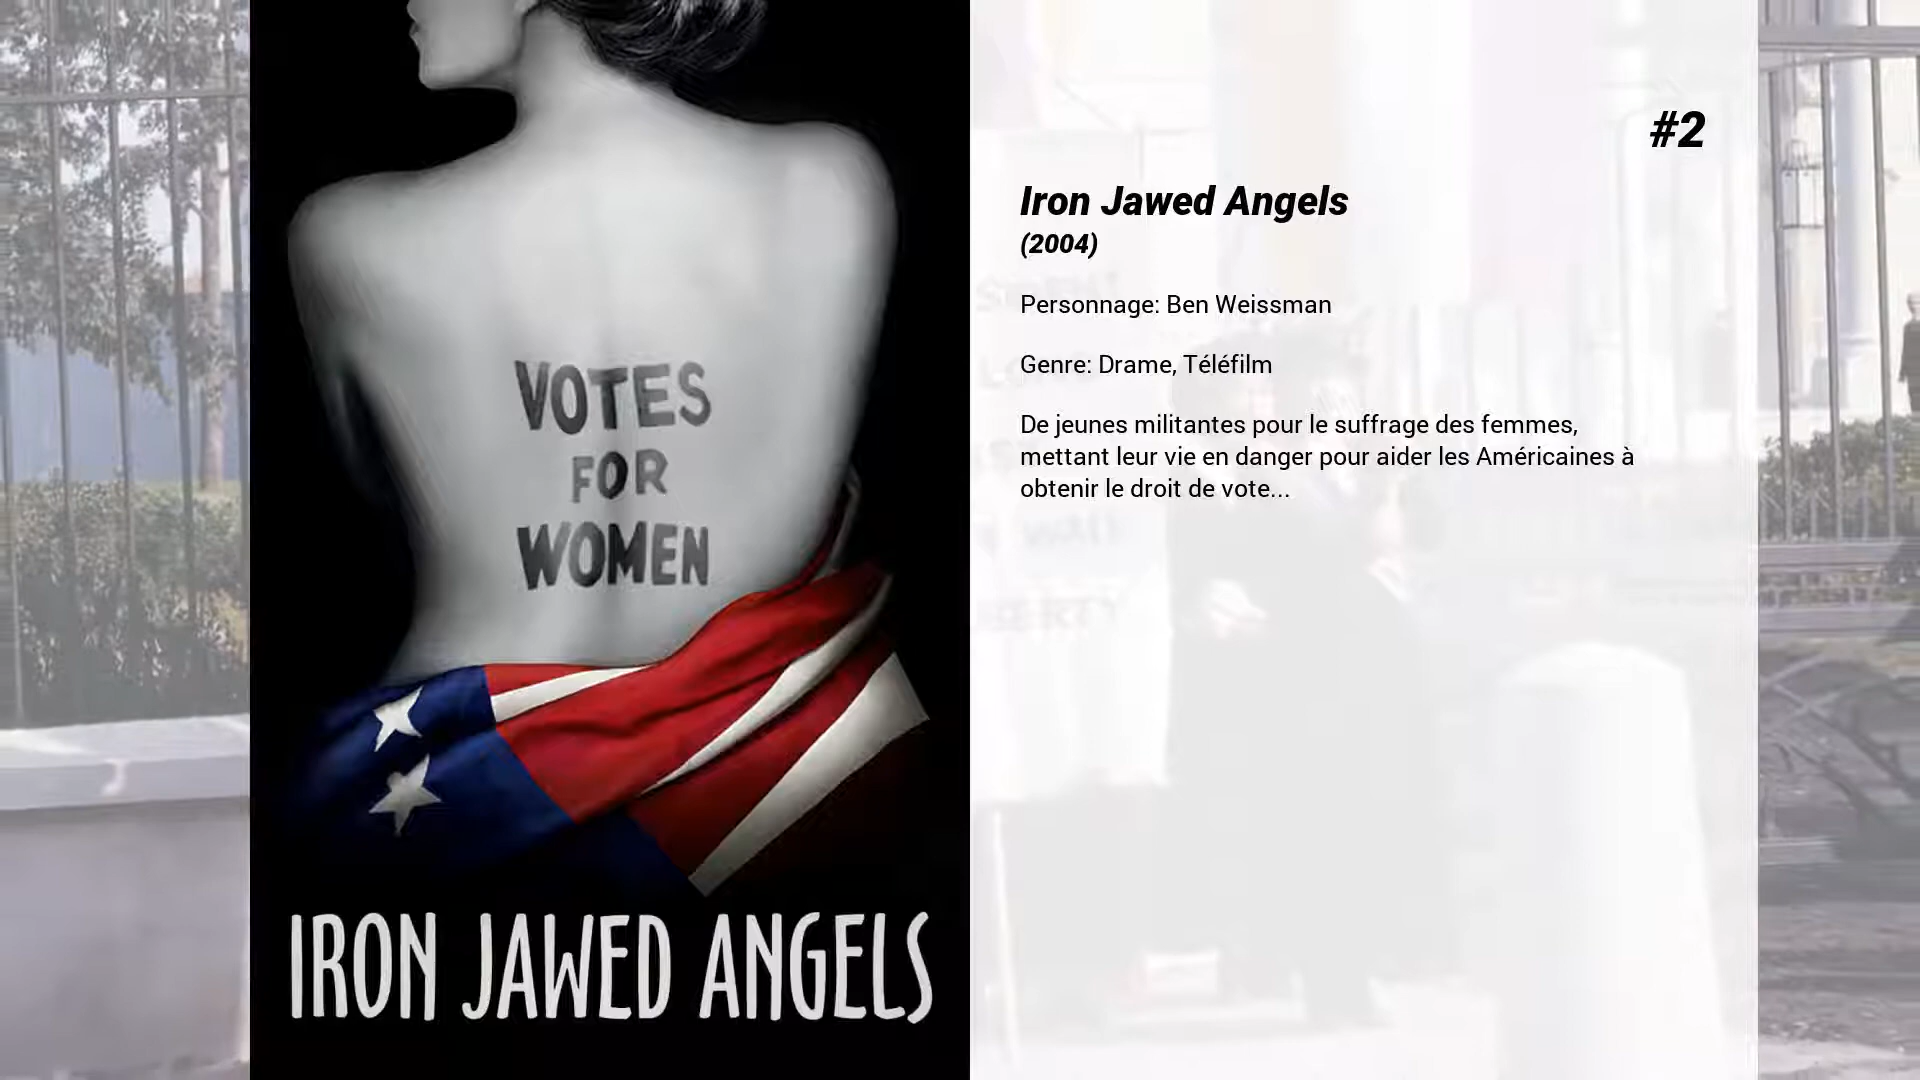 VOTES
FOR
WOMEN
IRON JAWED ANGELS
#2
Iron Jawed Angels
(2004)
Personnage: Ben Weissman
Genre: Drame, Téléfilm
De jeunes militantes pour le suffrage des femmes,
mettant leur vie en danger pour aider les Américaines à
obtenir le droit de vote...